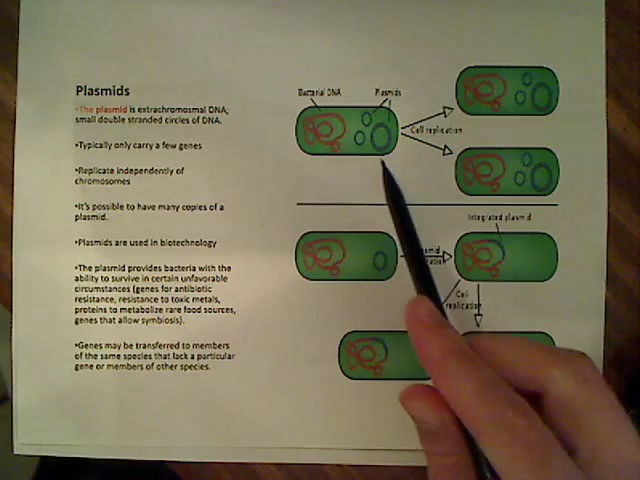 Plasmids
•The plasmid is extrachrosmosmal DNA;
small double stranded circles of DNA.
•Typically only carry a few genes
•Replicate independently of
chromosomes
•It's possible to have many copies of a
plasmid.
•Plasmids are used in biotechnology
•The plasmid provides bacteria with the
ability to survive in certain unfavorable
circumstances (genes for antibiotic
resistance, resistance to toxic metals,
proteins to metabolize rare food sources,
genes that allow symbiosis).
•Genes may be transferred to members
of the same species that lack a particular
gene or members of other species.
Bacterial DNA
Plasmids
Cell replication
Integrated plasmid
Cell
replication